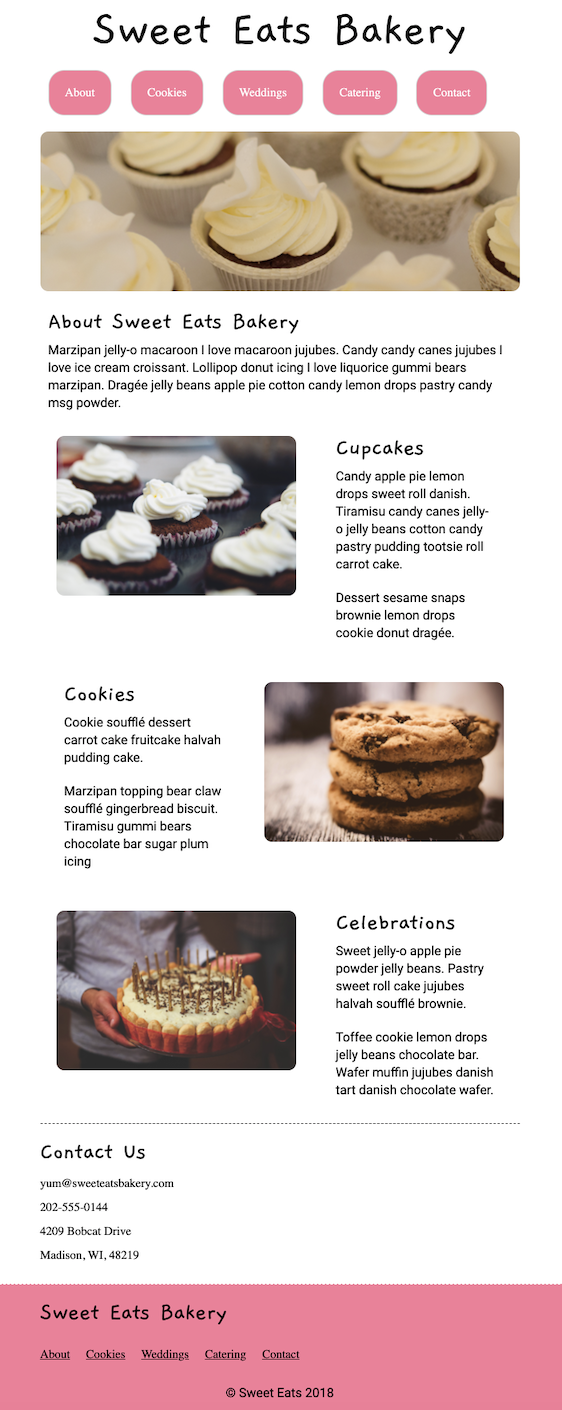 Sweet Eats Bakery
About Cookies Weddings Catering Contact
About Sweet Eats Bakery
Marzipan jelly-o macaroon I love macaroon jujubes. Candy candy canes jujubes I
love ice cream croissant. Lollipop donut icing I love liquorice gummi bears
marzipan. Dragée jelly beans apple pie cotton candy lemon drops pastry candy
msg powder.
Cupcakes
Candy apple pie lemon
drops sweet roll danish.
Tiramisu candy canes jelly-
o jelly beans cotton candy
pastry pudding tootsie roll
carrot cake.
Dessert sesame snaps
brownie lemon drops
cookie donut dragée.
Cookies
Cookie soufflé dessert
carrot cake fruitcake halvah
pudding cake.
Marzipan topping bear claw
soufflé gingerbread biscuit.
Tiramisu gummi bears
chocolate bar sugar plum
icing
Celebrations
Sweet jelly-o apple pie
powder jelly beans. Pastry
sweet roll cake jujubes
halvah soufflé brownie.
Toffee cookie lemon drops
jelly beans chocolate bar.
Wafer muffin jujubes danish
tart danish chocolate wafer.
Contact Us
yum@sweeteatsbakery.com
202-555-0144
4209 Bobcat Drive
Madison, WI, 48219
Sweet Eats Bakery
About Cookies Weddings Catering Contact
© Sweet Eats 2018